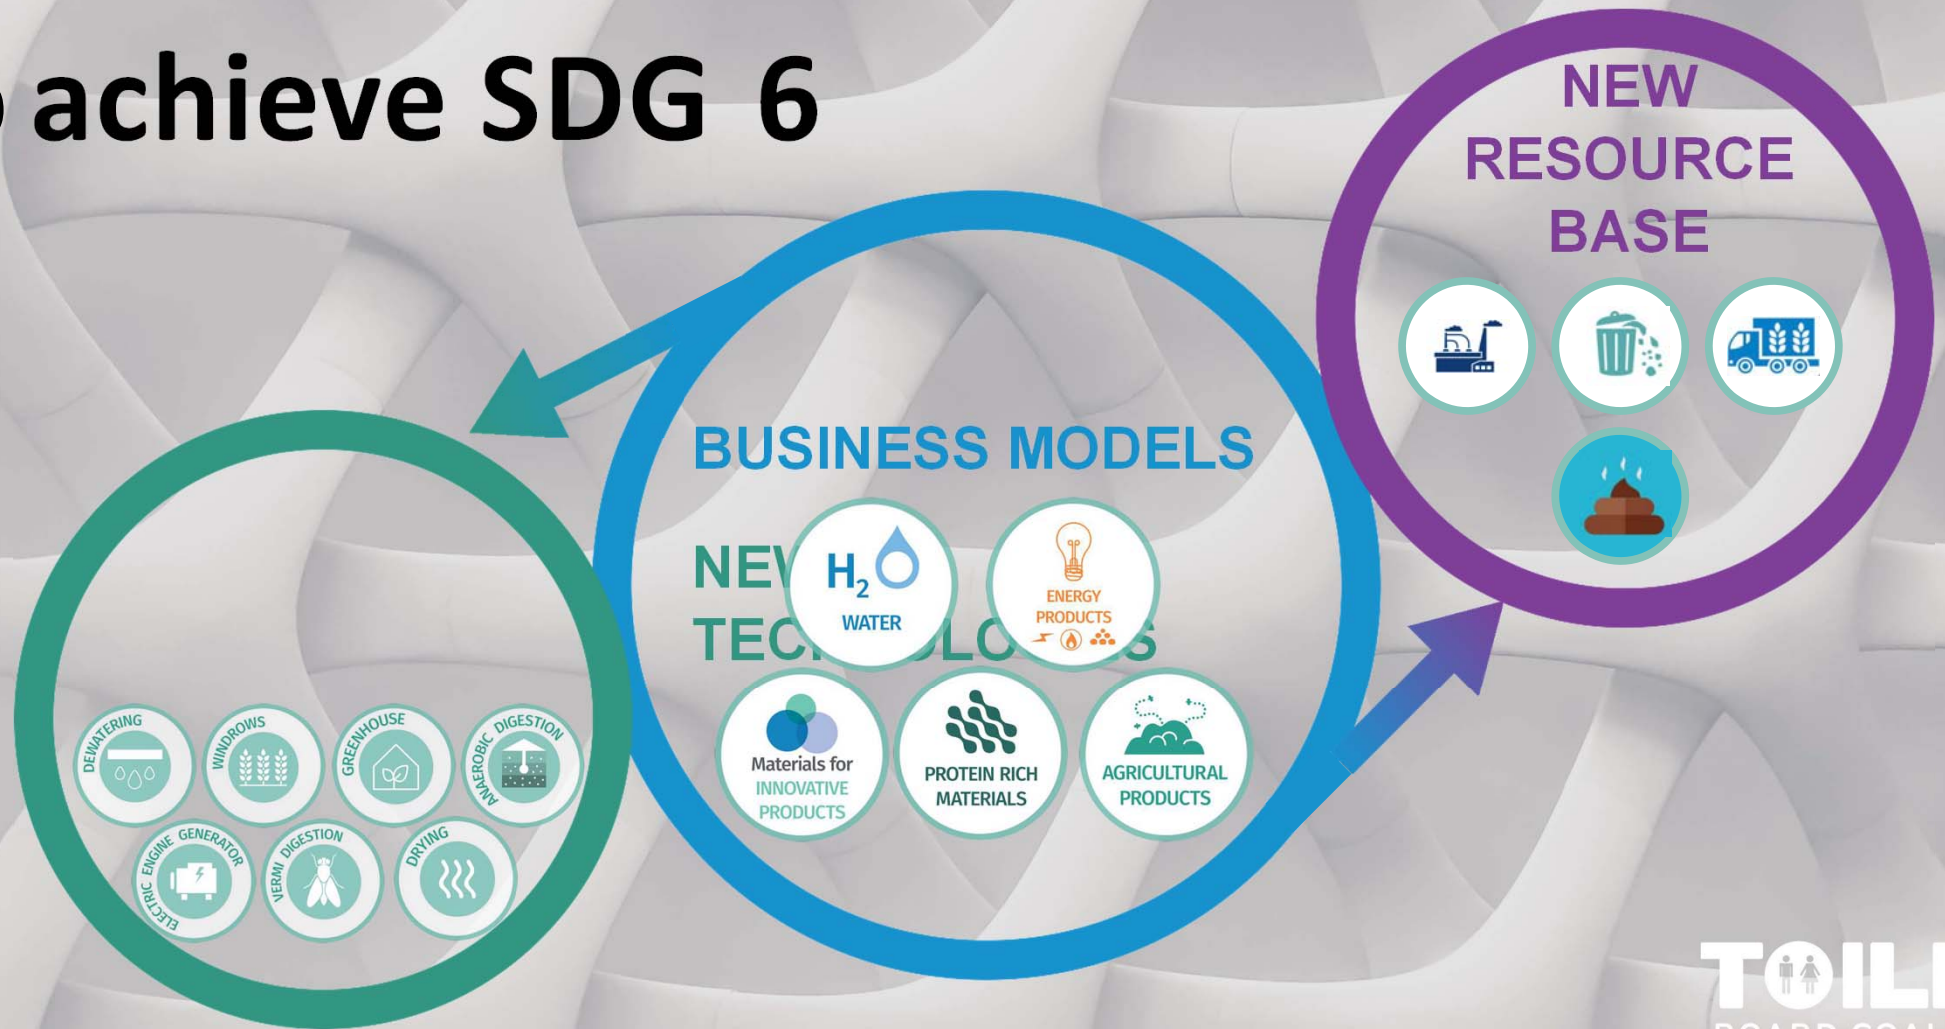 achieve SDG 6
NEW
RESOURCE
BASE
BUSINESS MODELS
NEW
H2O
WATER
ENERGY
PRODUCTS
Materials for
INNOVATIVE
PRODUCTS
PROTEIN RICH
MATERIALS
AGRICULTURAL
PRODUCTS
DEWATERING
WINDROWS
GREENHOUSE
ANAEROBIC DIGESTION
ELECTRIC ENGINE GENERATOR
VERMI DIGESTION
DRYING